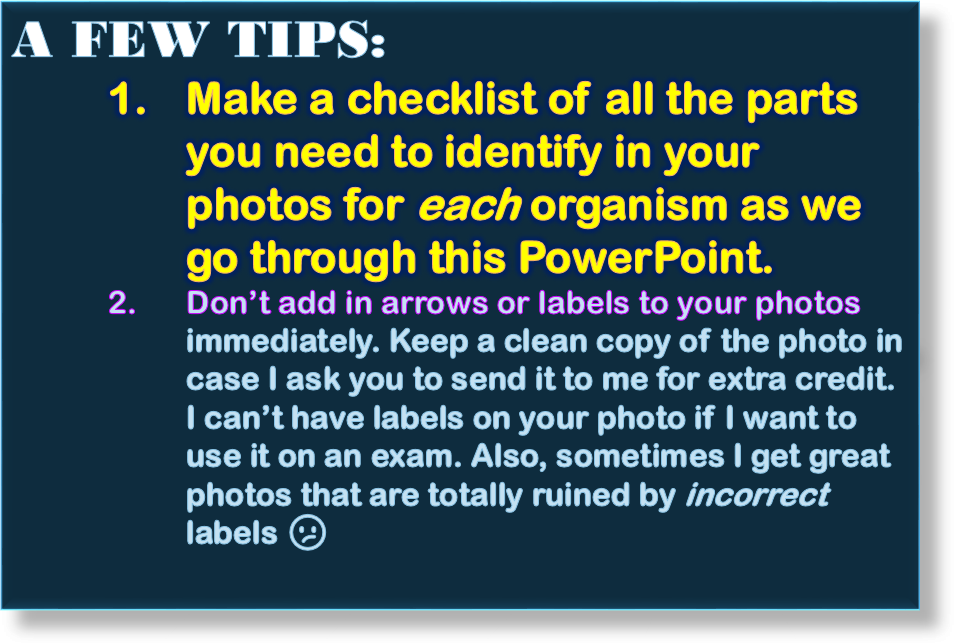 A FEW TIPS:
1. Make a checklist of all the parts
you need to identify in your
photos for each organism as we
go through this PowerPoint.
2. Don’t add in arrows or labels to your photos
immediately. Keep a clean copy of the photo in
case I ask you to send it to me for extra credit.
I can’t have labels on your photo if I want to
use it on an exam. Also, sometimes I get great
photos that are totally ruined by incorrect
labels 😕